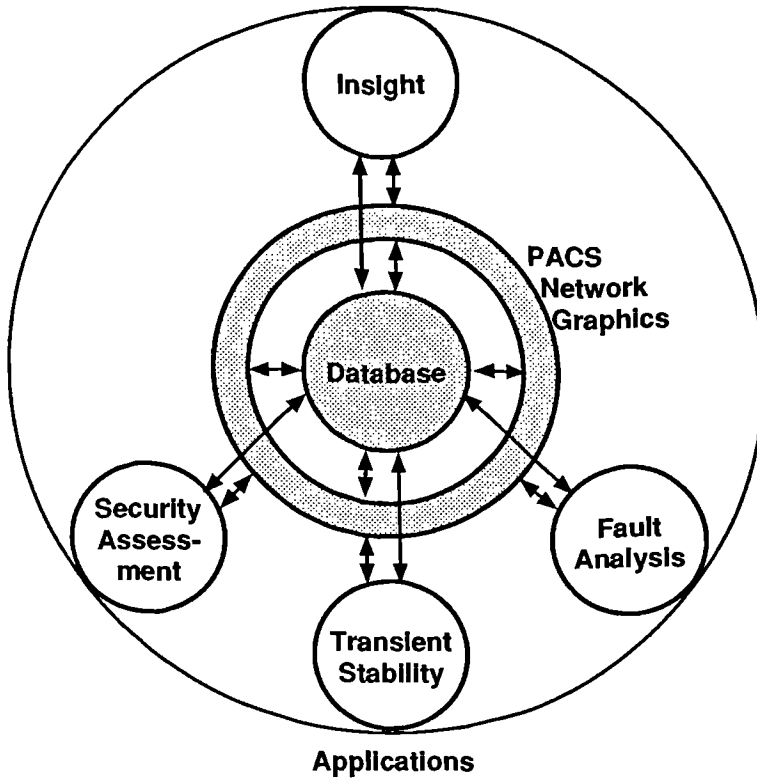 Insight
PACS
Network
Graphics
Database
Security
Assess-
ment
Fault
Analysis
Transient
Stability
Applications